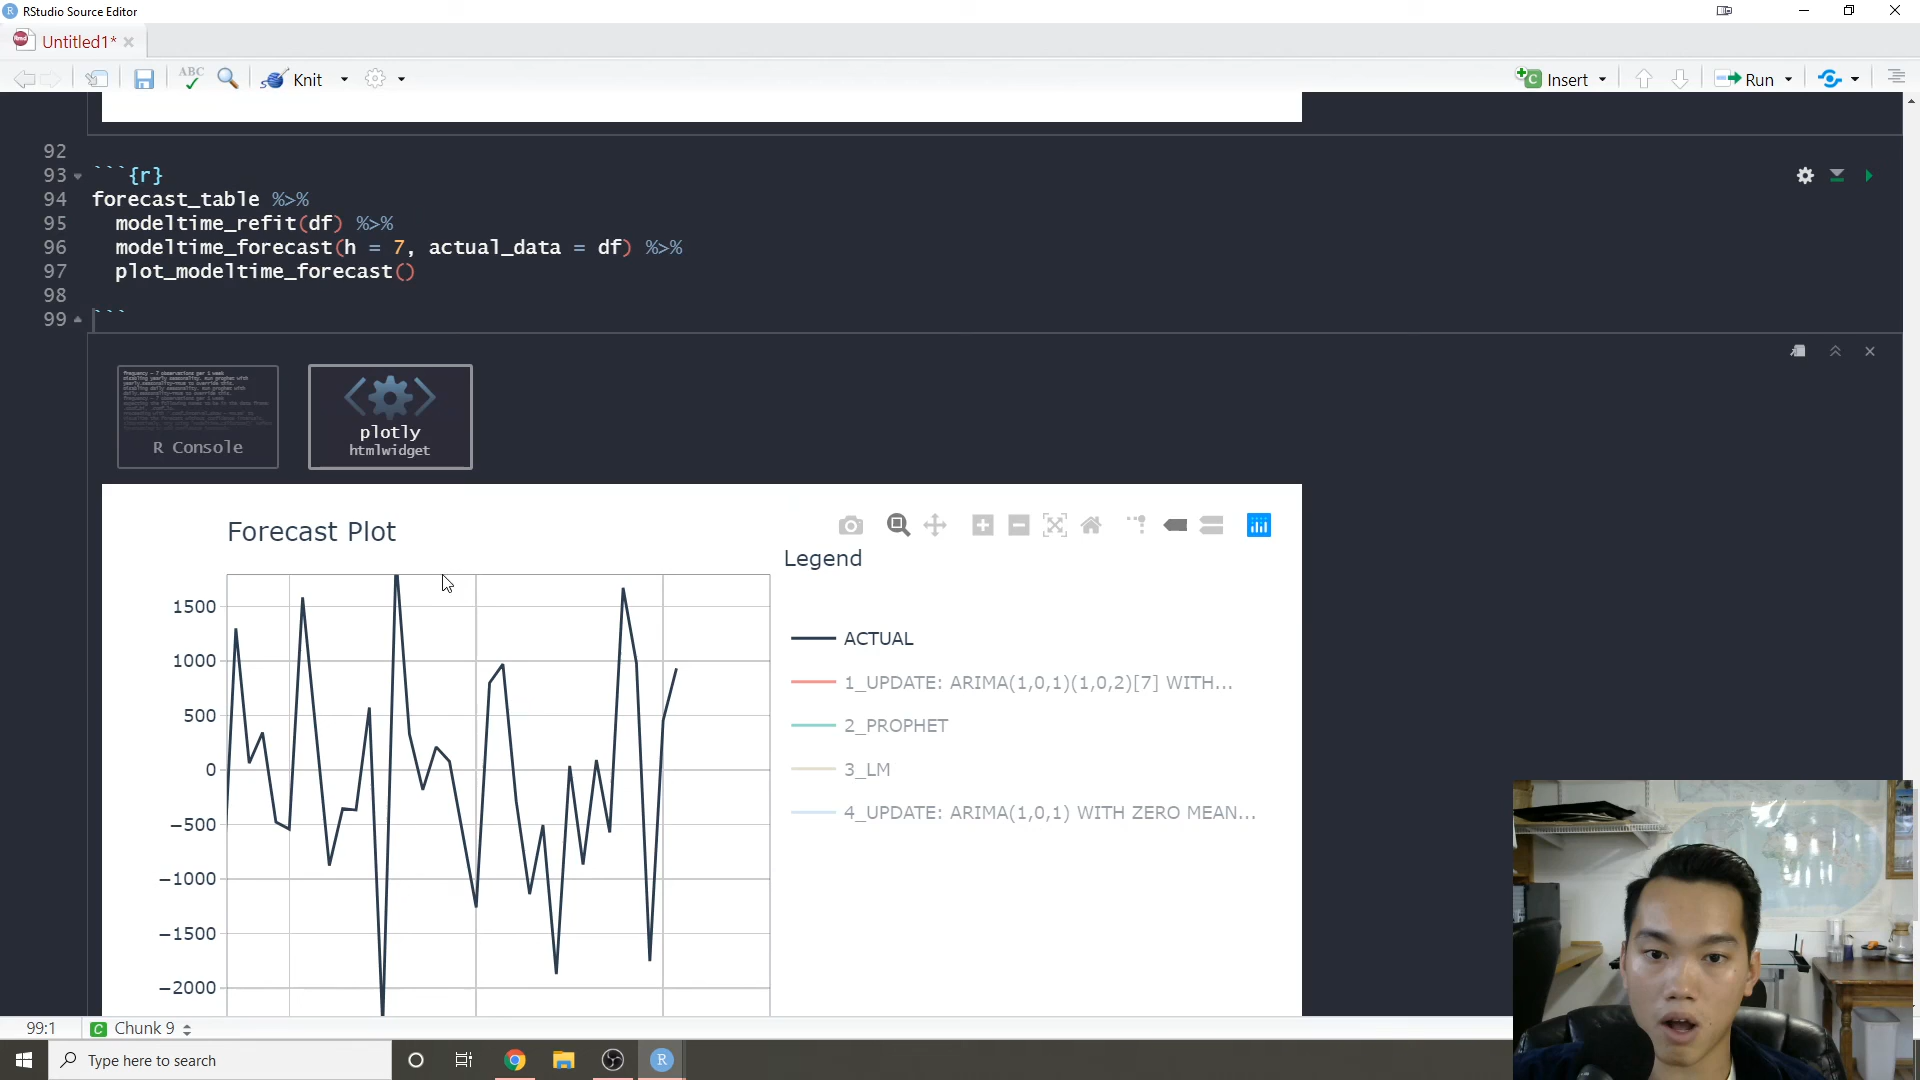 RStudio Source Editor
Untitled1*
ABC
Knit
Insert
Run
92
93 ```{r}
94 forecast_table %>%
95 modeltime_refit(df) %>%
96 modeltime_forecast(h = 7, actual_data = df) %>%
97 plot_modeltime_forecast()
98
99 ```
R Console
plotly
htmlwidget
Forecast Plot
Legend
1500
1000
500
0
−500
−1000
−1500
−2000
ACTUAL
1_UPDATE: ARIMA(1,0,1)(1,0,2)[7] WITH...
2_PROPHET
3_LM
4_UPDATE: ARIMA(1,0,1) WITH ZERO MEAN...
99:1
C Chunk 9
Type here to search